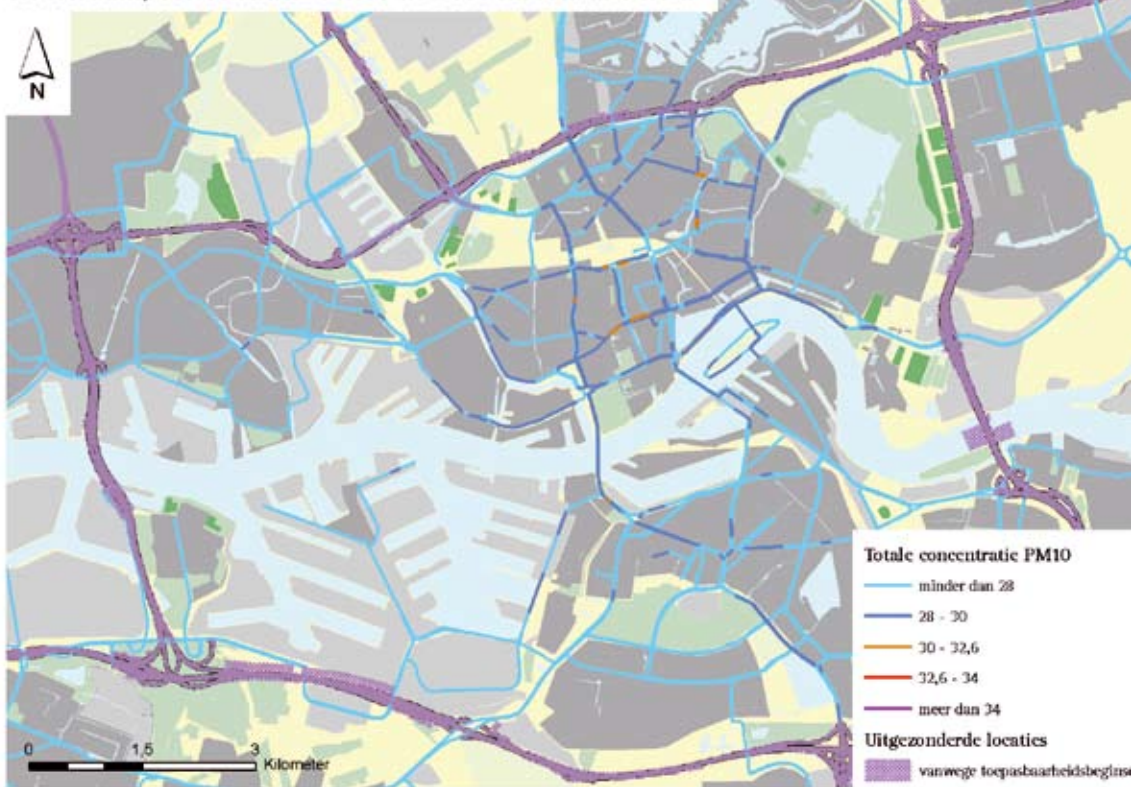 N
Totale concentratie PM10
minder dan 28
28 - 30
30 - 32,6
32,6 - 34
meer dan 34
Uitgezonderde locaties
vanwege
0 1,5 3
Kilometer